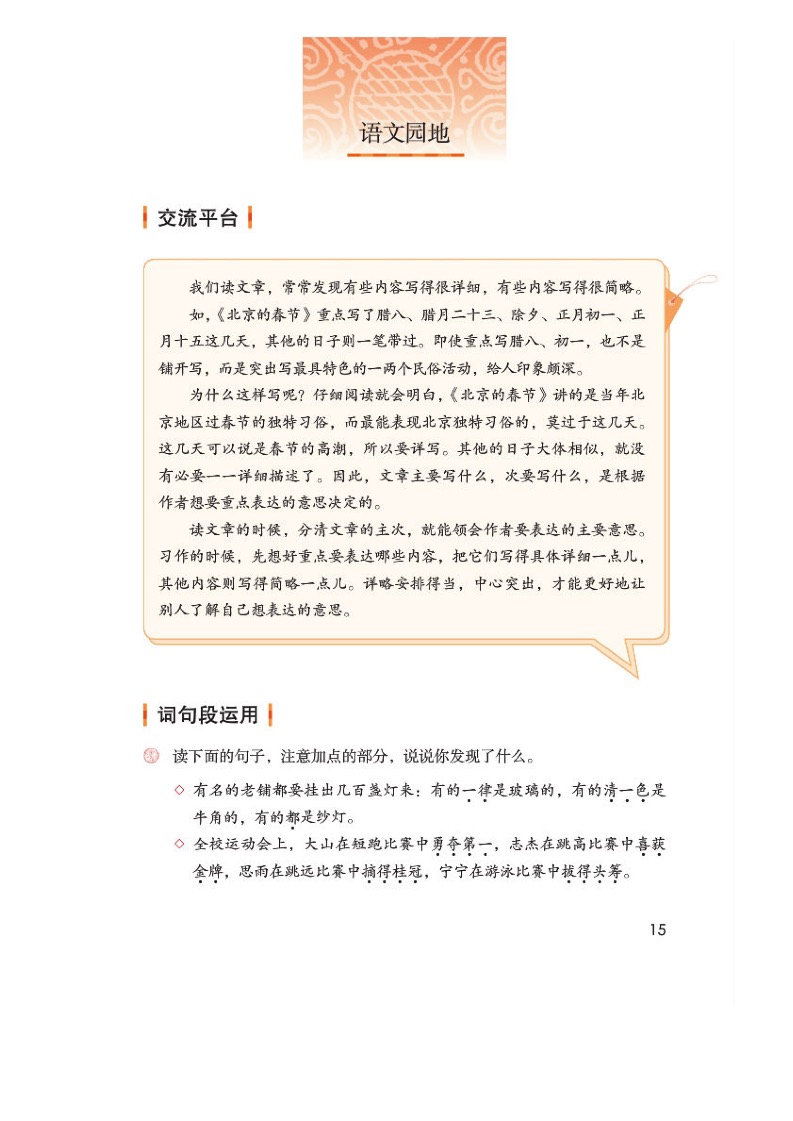 语文园地
交流平台
我们读文章，常常发现有些内容写得很详细，有些内容写得很简略。
如，《北京的春节》重点写了腊八、腊月二十三、除夕、正月初一、正
月十五这几天，其他的日子则一笔带过。即使重点写腊八、初一，也不是
铺开写，而是突出写最具特色的一两个民俗活动，给人印象颇深。
为什么这样写呢？仔细阅读就会明白，《北京的春节》讲的是当年北
京地区过春节的独特习俗，而最能表现北京独特习俗的，莫过于这几天。
这几天可以说是春节的高潮，所以要详写。其他的日子大体相似，就没
有必要一一详细描述了。因此，文章主要写什么，次要写什么，是根据
作者想要重点表达的意思决定的。
读文章的时候，分清文章的主次，就能领会作者要表达的主要意思。
习作的时候，先想好重点要表达哪些内容，把它们写得具体详细一点儿，
其他内容则写得简略一点儿。详略安排得当，中心突出，才能更好地让
别人了解自己想表达的意思。
词句段运用
读下面的句子，注意加点的部分，说说你发现了什么。
◇ 有名的老铺都要挂出几百盏灯来：有的一律是玻璃的，有的清一色是
牛角的，有的都是纱灯。
◇ 全校运动会上，大山在短跑比赛中勇夺第一，志杰在跳高比赛中喜获
金牌，思雨在跳远比赛中摘得桂冠，宁宁在游泳比赛中拔得头筹。
15